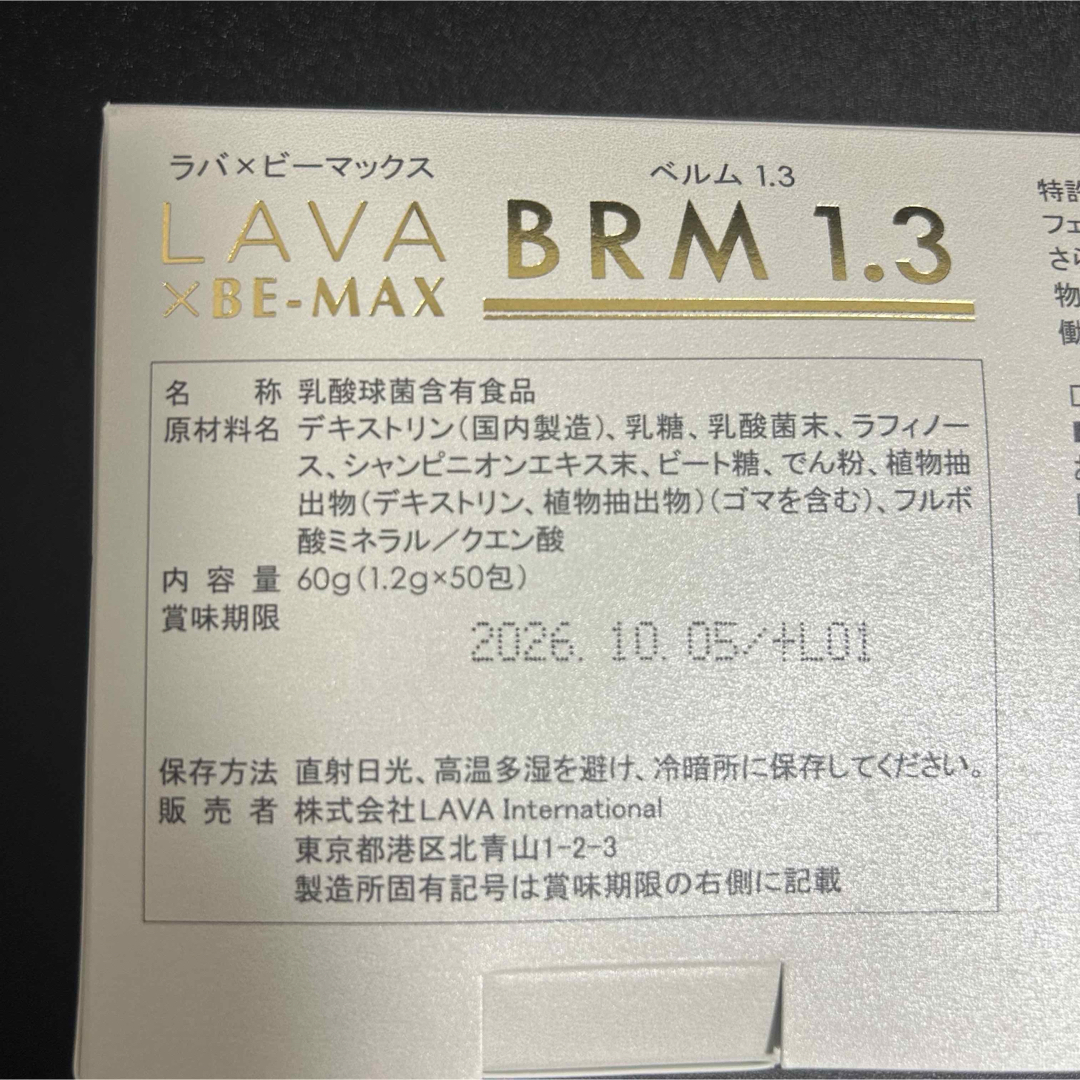 ラバ×ビーマックス
ベルム 1.3
LAVA
×BE-MAX
BRM 1.3
名称 乳酸球菌含有食品
原材料名 デキストリン(国内製造)、乳糖、乳酸菌末、ラフィノー
ス、シャンピニオンエキス末、ビート糖、でん粉、植物抽
出物(デキストリン、植物抽出物)(ゴマを含む)、フルボ
酸ミネラル/クエン酸
内容量 60g(1.2g×50包)
賞味期限
2026. 10. 05/+L01
保存方法 直射日光、高温多湿を避け、冷暗所に保存してください。
販売者 株式会社LAVA International
東京都港区北青山1-2-3
製造所固有記号は賞味期限の右側に記載
特許
フェ
さら
物
働